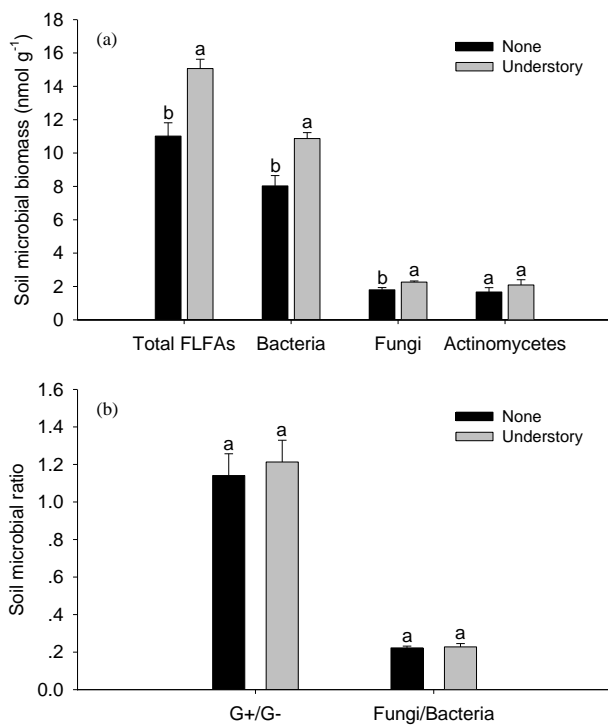 (a)
None
Understory
Soil microbial biomass (nmol g⁻¹)
18
16
14
12
10
8
6
4
2
0
b
a
b
a
b
a
a
a
Total FLFAs
Bacteria
Fungi
Actinomycetes
(b)
None
Understory
Soil microbial ratio
1.6
1.4
1.2
1.0
.8
.6
.4
.2
0.0
a
a
a
a
G+/G-
Fungi/Bacteria